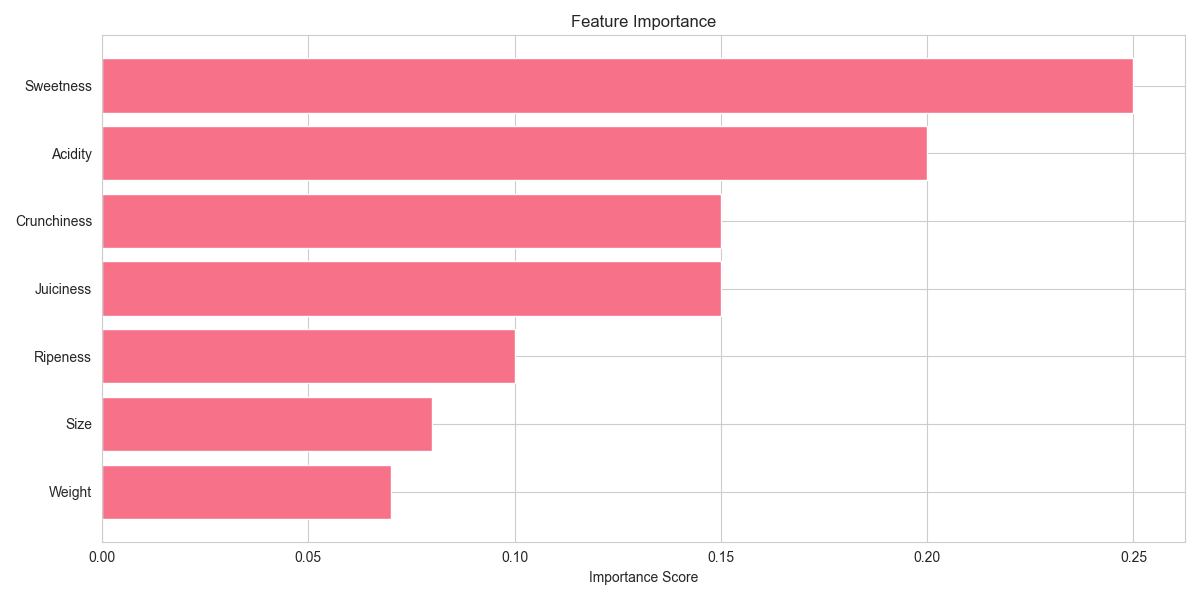 Feature Importance
Sweetness
Acidity
Crunchiness
Juiciness
Ripeness
Size
Weight
0.00 0.05 0.10 0.15 0.20 0.25
Importance Score